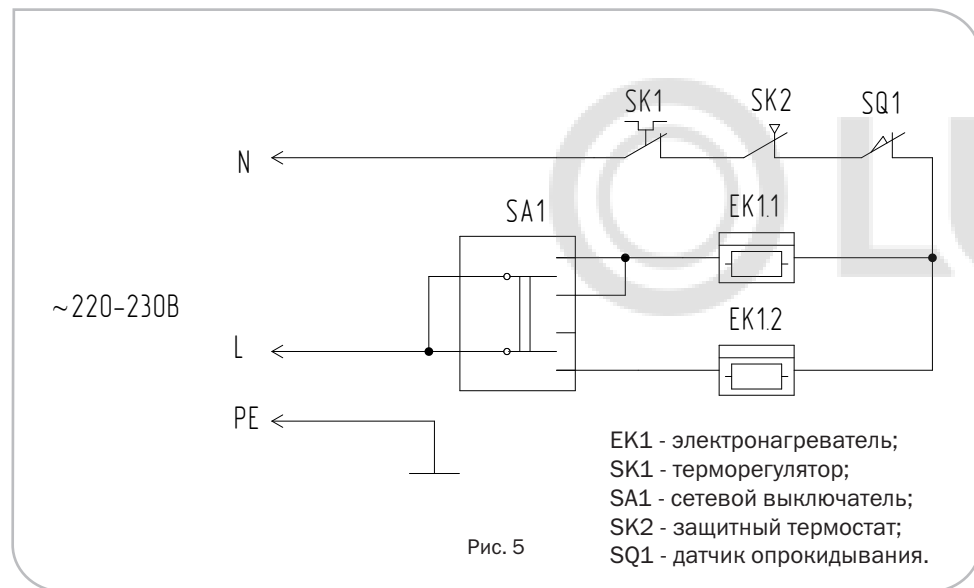 SK1 SK2 SQ1
N
SA1 EK1.1
~220-230В
EK1.2
L
PE
EK1 - электронагреватель;
SK1 - терморегулятор;
SA1 - сетевой выключатель;
SK2 - защитный термостат;
Рис. 5
SQ1 - датчик опрокидывания.